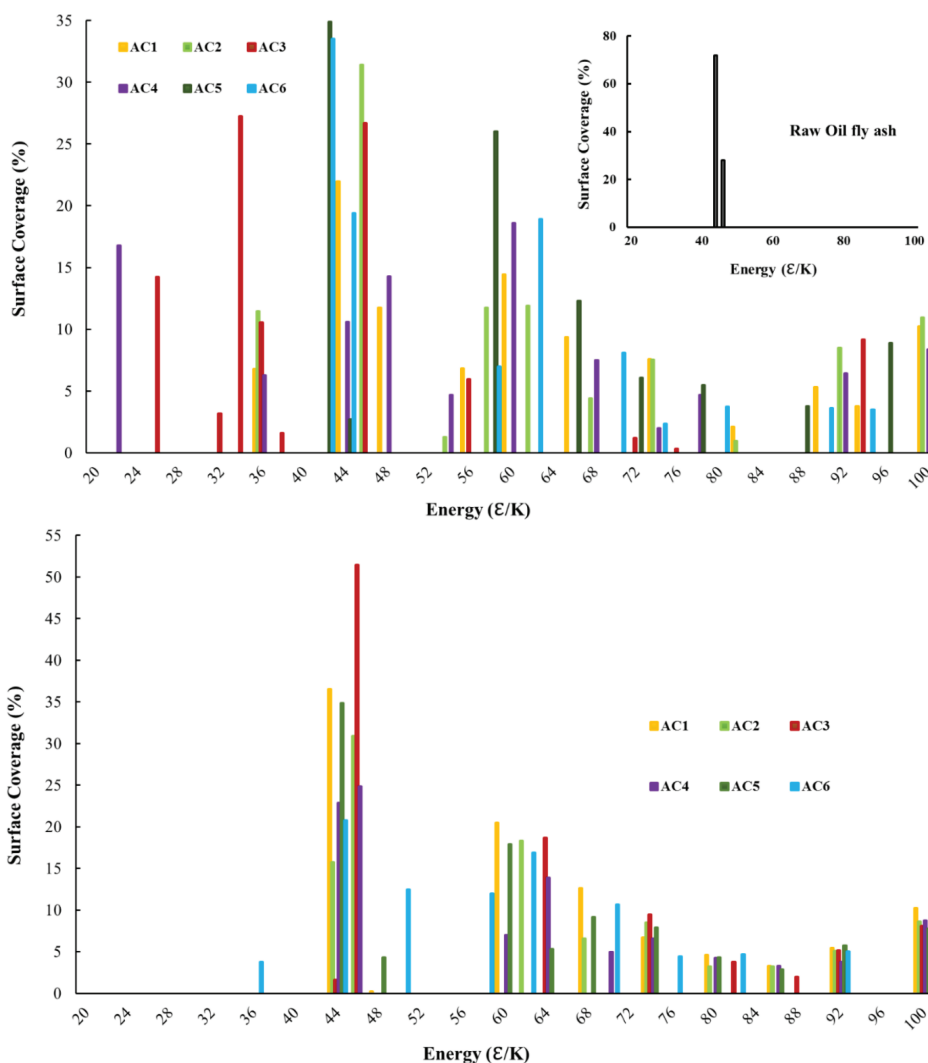 35
30
25
20
15
10
5
0
Surface Coverage (%)
AC1 AC2 AC3
AC4 AC5 AC6
80
60
40
20
0
Surface Coverage (%)
Raw Oil fly ash
20 40 60 80 100
Energy (Ɛ/K)
20 24 28 32 36 40 44 48 52 56 60 64 68 72 76 80 84 88 92 96 100
Energy (Ɛ/K)
55
50
45
40
35
30
25
20
15
10
5
0
Surface Coverage (%)
AC1 AC2 AC3
AC4 AC5 AC6
20 24 28 32 36 40 44 48 52 56 60 64 68 72 76 80 84 88 92 96 100
Energy (Ɛ/K)